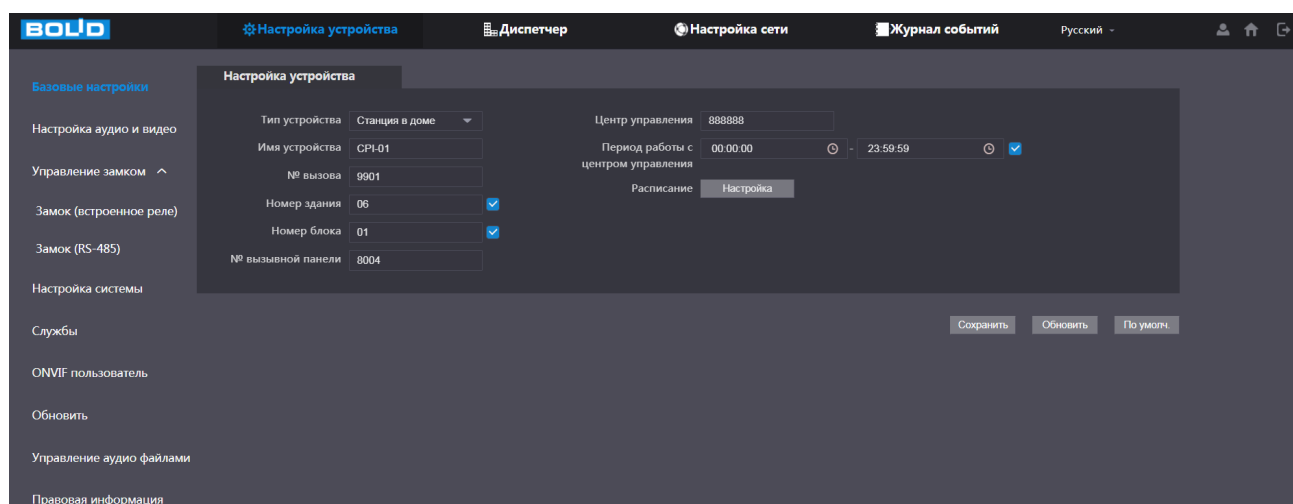 BOLID
Настройка устройства
Диспетчер
Настройка сети
Журнал событий
Русский
Базовые настройки
Настройка аудио и видео
Управление замком
Замок (встроенное реле)
Замок (RS-485)
Настройка системы
Службы
ONVIF пользователь
Обновить
Управление аудио файлами
Правовая информация
Настройка устройства
Тип устройства Станция в доме
Имя устройства CPI-01
№ вызова 9901
Номер здания 06
Номер блока 01
№ вызывной панели 8004
Центр управления 888888
Период работы с 00:00:00 - 23:59:59
центром управления
Расписание Настройка
Сохранить Обновить По умолч.